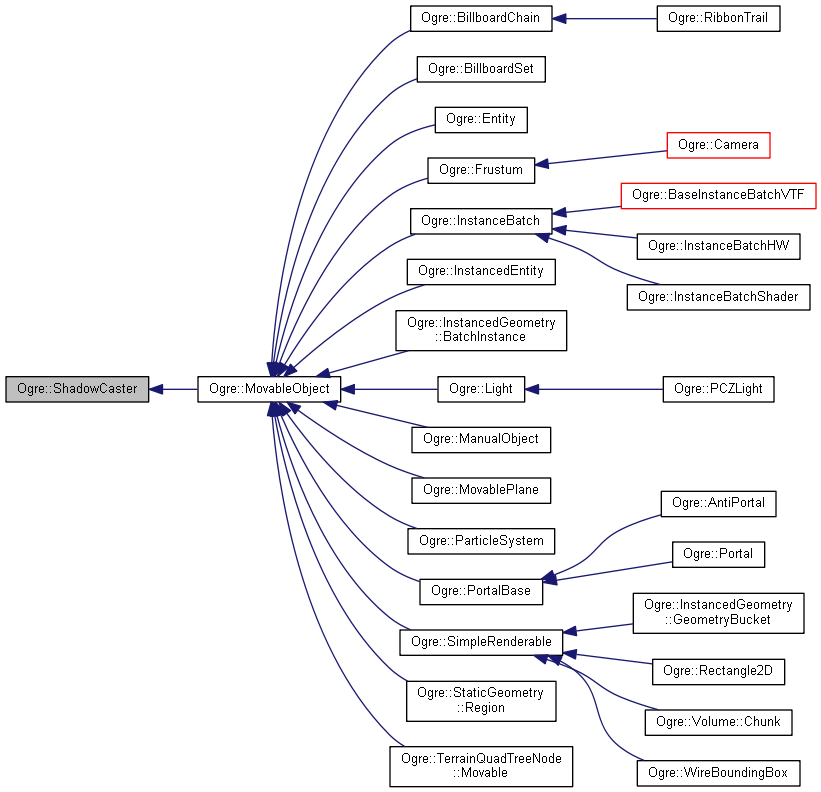 Ogre::BillboardChain
Ogre::RibbonTrail
Ogre::BillboardSet
Ogre::Entity
Ogre::Frustum
Ogre::Camera
Ogre::BaseInstanceBatchVTF
Ogre::InstanceBatch
Ogre::InstanceBatchHW
Ogre::InstancedEntity
Ogre::InstanceBatchShader
Ogre::InstancedGeometry
::BatchInstance
Ogre::ShadowCaster
Ogre::MovableObject
Ogre::Light
Ogre::PCZLight
Ogre::ManualObject
Ogre::MovablePlane
Ogre::AntiPortal
Ogre::ParticleSystem
Ogre::Portal
Ogre::PortalBase
Ogre::InstancedGeometry
::GeometryBucket
Ogre::SimpleRenderable
Ogre::Rectangle2D
Ogre::StaticGeometry
::Region
Ogre::Volume::Chunk
Ogre::TerrainQuadTreeNode
::Movable
Ogre::WireBoundingBox